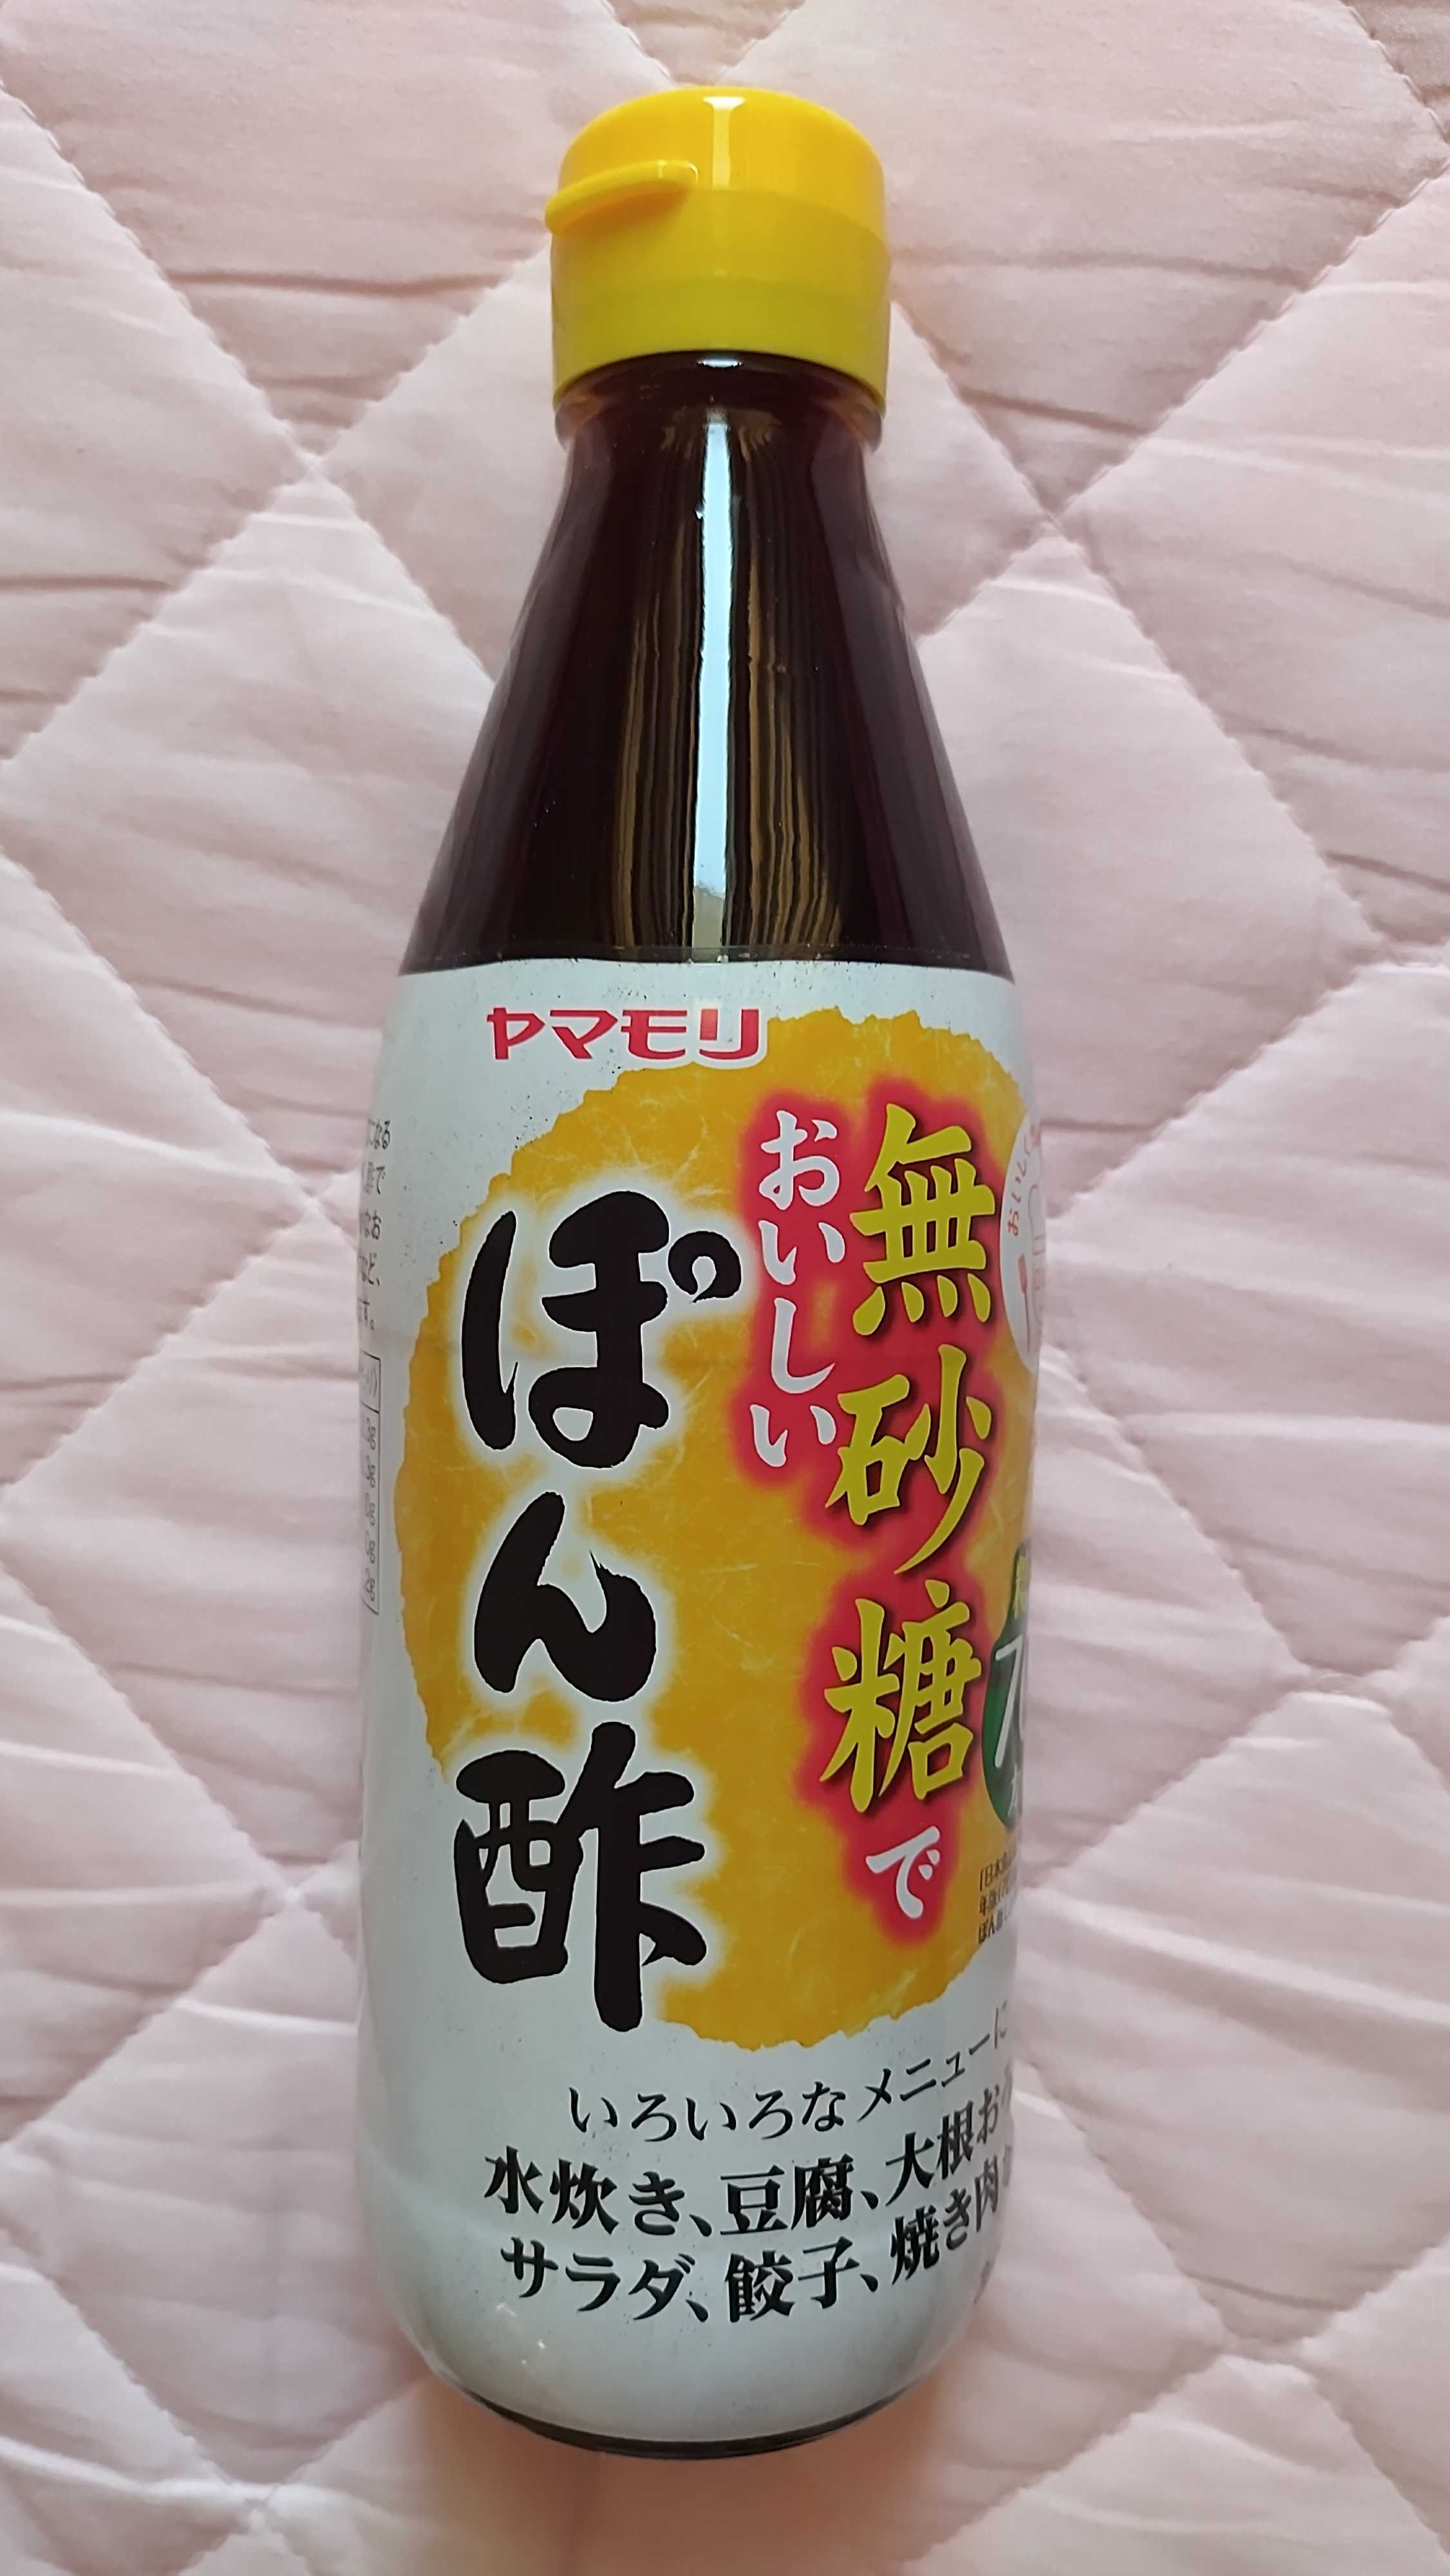 ヤマモリ
無砂糖で
おいしい
ぽん酢
いろいろなメニューに
水炊き、豆腐、大根お
サラダ、餃子、焼き肉